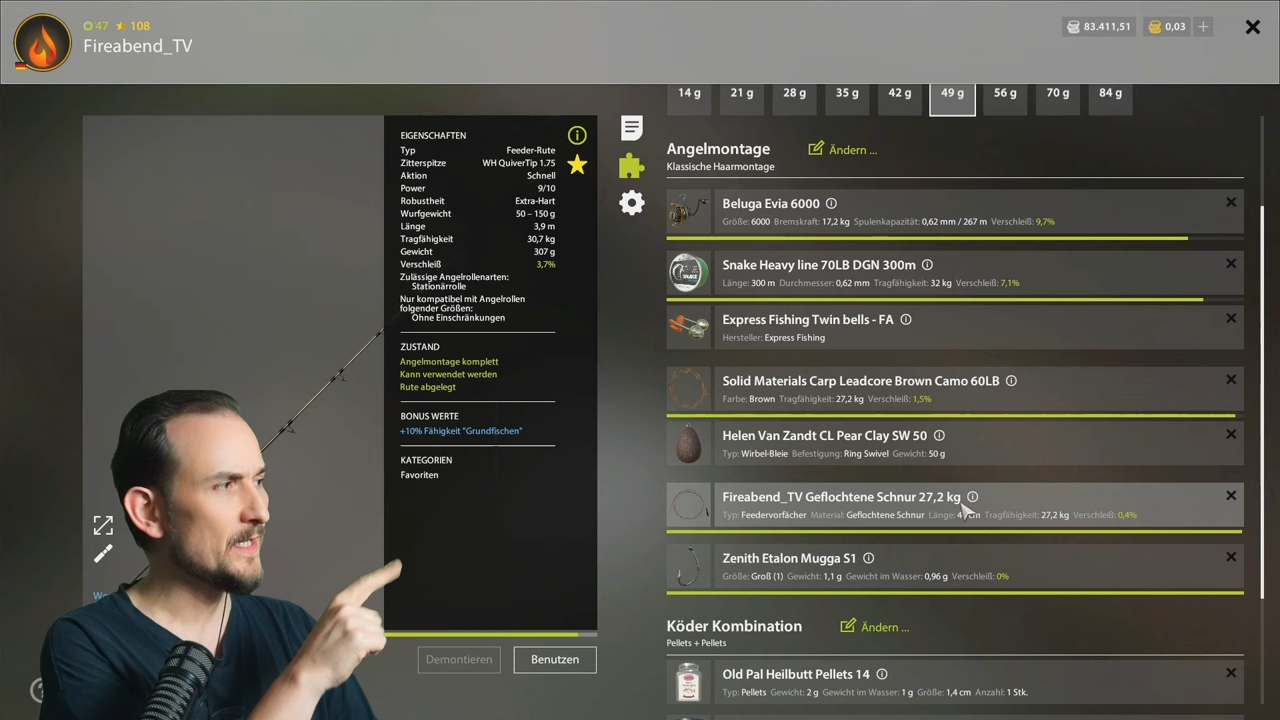 47 108
Fireabend_TV
83.411,51
0,03
EIGENSCHAFTEN
Typ Feeder-Rute
Zitterspitze WH QuiverTip 1.75
Aktion Schnell
Power 9/10
Robustheit Extra-Hart
Wurfgewicht 50 – 150 g
Länge 3,9 m
Tragfähigkeit 30,7 kg
Gewicht 307 g
Verschleiß 3,7%
Zulässige Angelrollenarten:
Stationärrolle
Nur kompatibel mit Angelrollen
folgender Größen:
Ohne Einschränkungen
ZUSTAND
Angelmontage komplett
Kann verwendet werden
Rute abgelegt
BONUS WERTE
+10% Fähigkeit "Grundfischen"
KATEGORIEN
Favoriten
Demontieren
Benutzen
14 g 21 g 28 g 35 g 42 g 49 g 56 g 70 g 84 g
Angelmontage Ändern ...
Klassische Haarmontage
Beluga Evia 6000
Größe: 6000 Bremskraft: 17,2 kg Spulenkapazität: 0,62 mm / 267 m Verschleiß: 9,7%
Snake Heavy line 70LB DGN 300m
Länge: 300 m Durchmesser: 0,62 mm Tragfähigkeit: 32 kg Verschleiß: 7,1%
Express Fishing Twin bells - FA
Hersteller: Express Fishing
Solid Materials Carp Leadcore Brown Camo 60LB
Farbe: Brown Tragfähigkeit: 27,2 kg Verschleiß: 1,5%
Helen Van Zandt CL Pear Clay SW 50
Typ: Wirbel-Bleie Befestigung: Ring Swivel Gewicht: 50 g
Fireabend_TV Geflochtene Schnur 27,2 kg
Typ: Feedervorfächer Material: Geflochtene Schnur Länge: Tragfähigkeit: 27,2 kg Verschleiß: 0,4%
Zenith Etalon Mugga S1
Größe: Groß (1) Gewicht: 1,1 g Gewicht im Wasser: 0,96 g Verschleiß: 0%
Köder Kombination Ändern ...
Pellets + Pellets
Old Pal Heilbutt Pellets 14
Typ: Pellets Gewicht: 2 g Gewicht im Wasser: 1 g Größe: 1,4 cm Anzahl: 1 Stk.